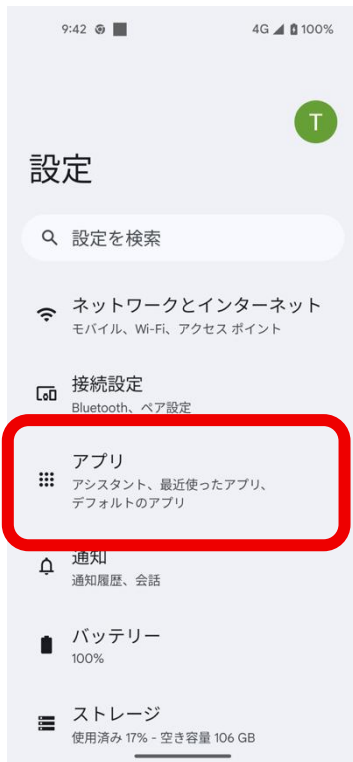 9:42 4G 100%
T
設定
設定を検索
ネットワークとインターネット
モバイル、Wi-Fi、アクセス ポイント
接続設定
Bluetooth、ペア設定
アプリ
アシスタント、最近使ったアプリ、
デフォルトのアプリ
通知
通知履歴、会話
バッテリー
100%
ストレージ
使用済み 17% - 空き容量 106 GB